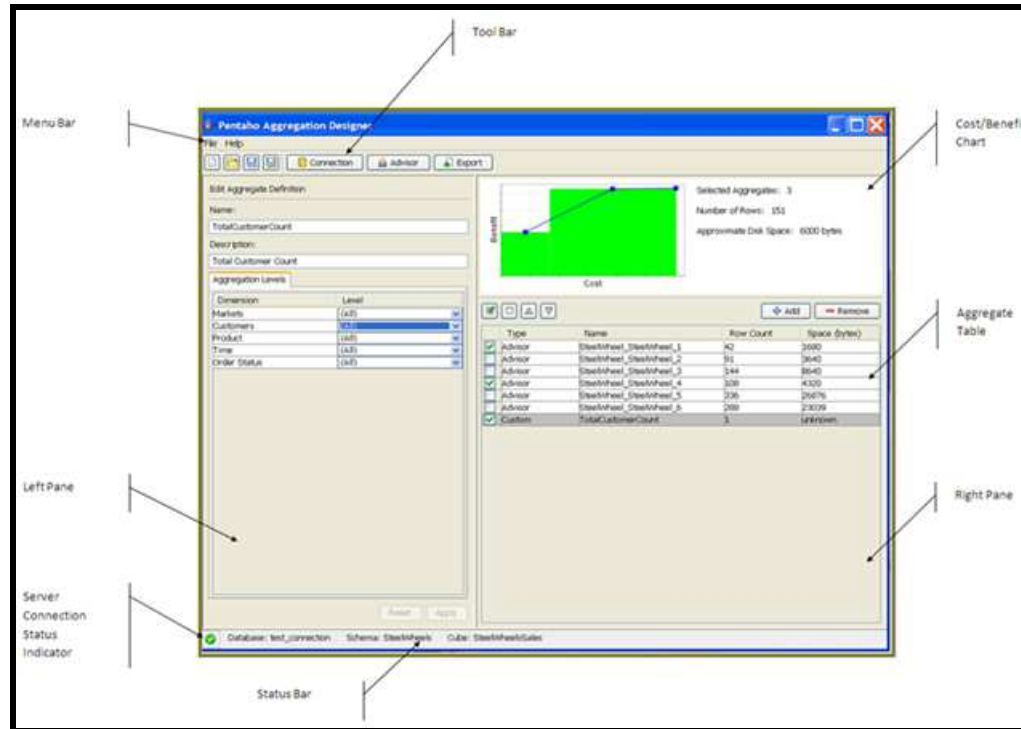 Tool Bar
Menu Bar
Cost/Benefi
Chart
Pentaho Aggregation Designer
File Help
Connection Advisor Export
Edit Aggregate Definition
Name:
TotalCustomerCount
Description:
Total Customer Count
Aggregation Levels
Dimension Level
Markets (All)
Customers (All)
Product (All)
Time (All)
Order Status (All)
Benefit
Cost
Selected Aggregates: 3
Number of Rows: 151
Approximate Disk Space: 6000 bytes
Add Remove
Type Name Row Count Space (bytes)
Advisor SteelWheel_SteelWheel_1 42 1680
Advisor SteelWheel_SteelWheel_2 91 3640
Advisor SteelWheel_SteelWheel_3 144 8640
Advisor SteelWheel_SteelWheel_4 108 4320
Advisor SteelWheel_SteelWheel_5 336
Advisor SteelWheel_SteelWheel_6 288 23039
Custom TotalCustomerCount 1 unknown
Aggregate
Table
Left Pane
Right Pane
Reset Apply
Server
Connection
Status
Indicator
Database: test_connection Schema: SteelWheels Cube: SteelWheelsSales
Status Bar